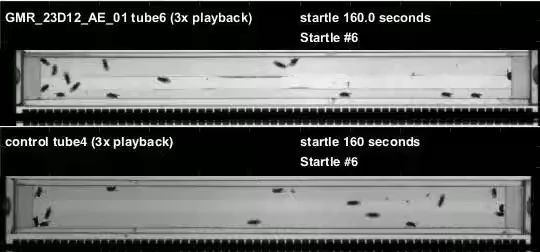 GMR_23D12_AE_01 tube6 (3x playback)
startle 160.0 seconds
Startle #6
control tube4 (3x playback)
startle 160 seconds
Startle #6